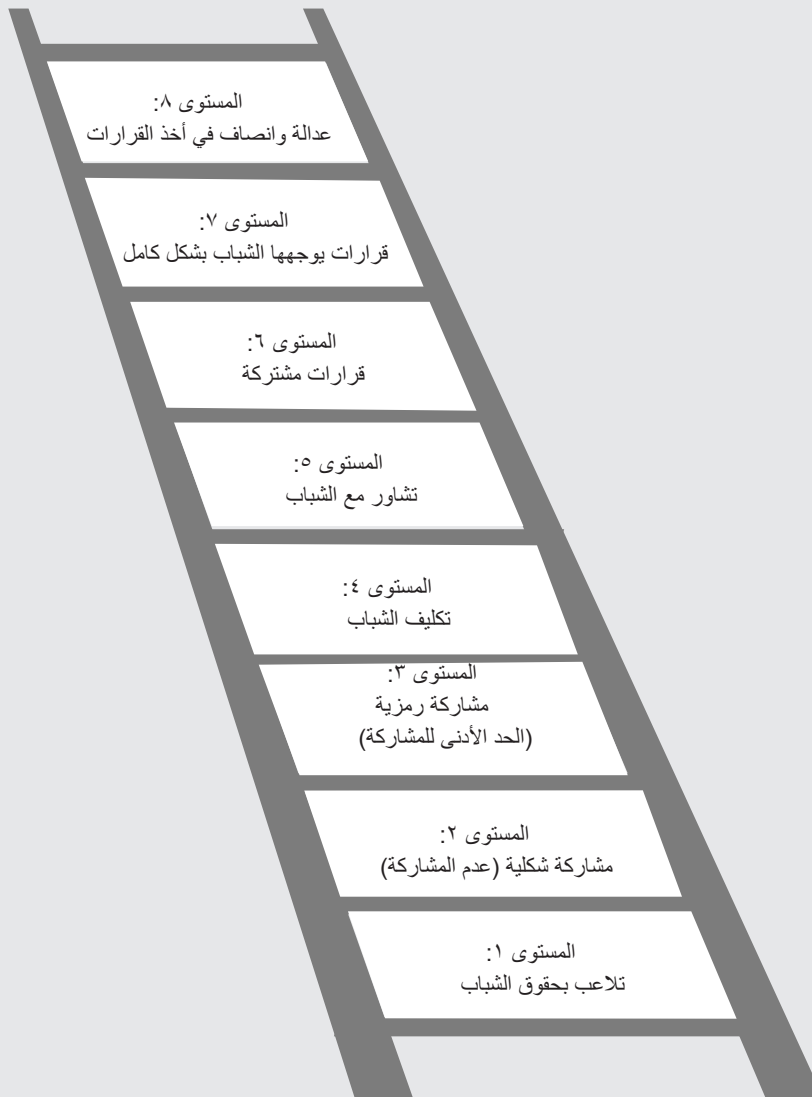 المستوى ٨:
عدالة وانصاف في أخذ القرارات
المستوى ٧:
قرارات يوجهها الشباب بشكل كامل
المستوى ٦:
قرارات مشتركة
المستوى ٥:
تشاور مع الشباب
المستوى ٤:
تكليف الشباب
المستوى ٣:
مشاركة رمزية
(الحد الأدنى للمشاركة)
المستوى ٢:
مشاركة شكلية (عدم المشاركة)
المستوى ١:
تلاعب بحقوق الشباب